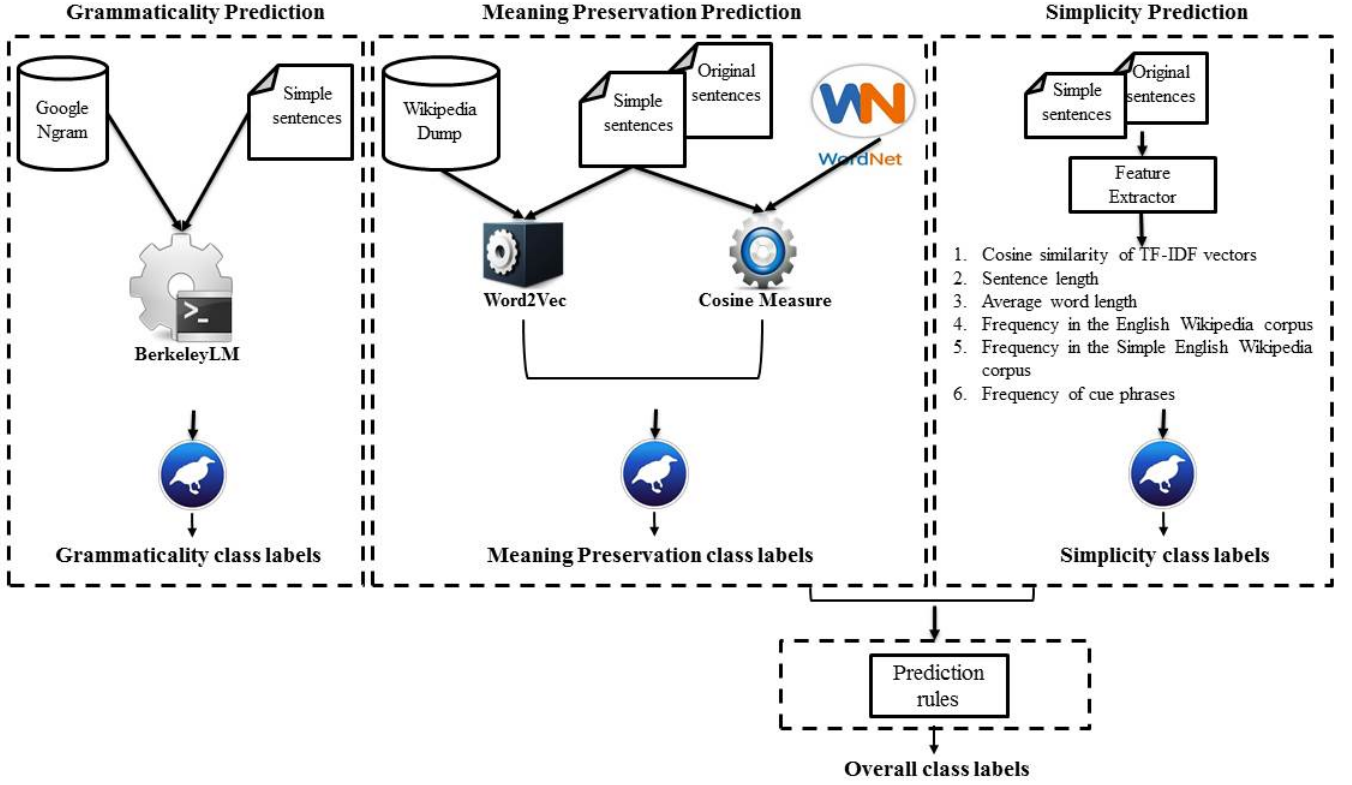 Grammaticality Prediction
Meaning Preservation Prediction
Simplicity Prediction
Google
Ngram
Simple
sentences
>_
BerkeleyLM
Grammaticality class labels
Wikipedia
Dump
Simple
sentences
Original
sentences
WN
WordNet
Word2Vec
Cosine Measure
Meaning Preservation class labels
Simple
sentences
Original
sentences
Feature
Extractor
1. Cosine similarity of TF-IDF vectors
2. Sentence length
3. Average word length
4. Frequency in the English Wikipedia corpus
5. Frequency in the Simple English Wikipedia
corpus
6. Frequency of cue phrases
Simplicity class labels
Prediction
rules
Overall class labels